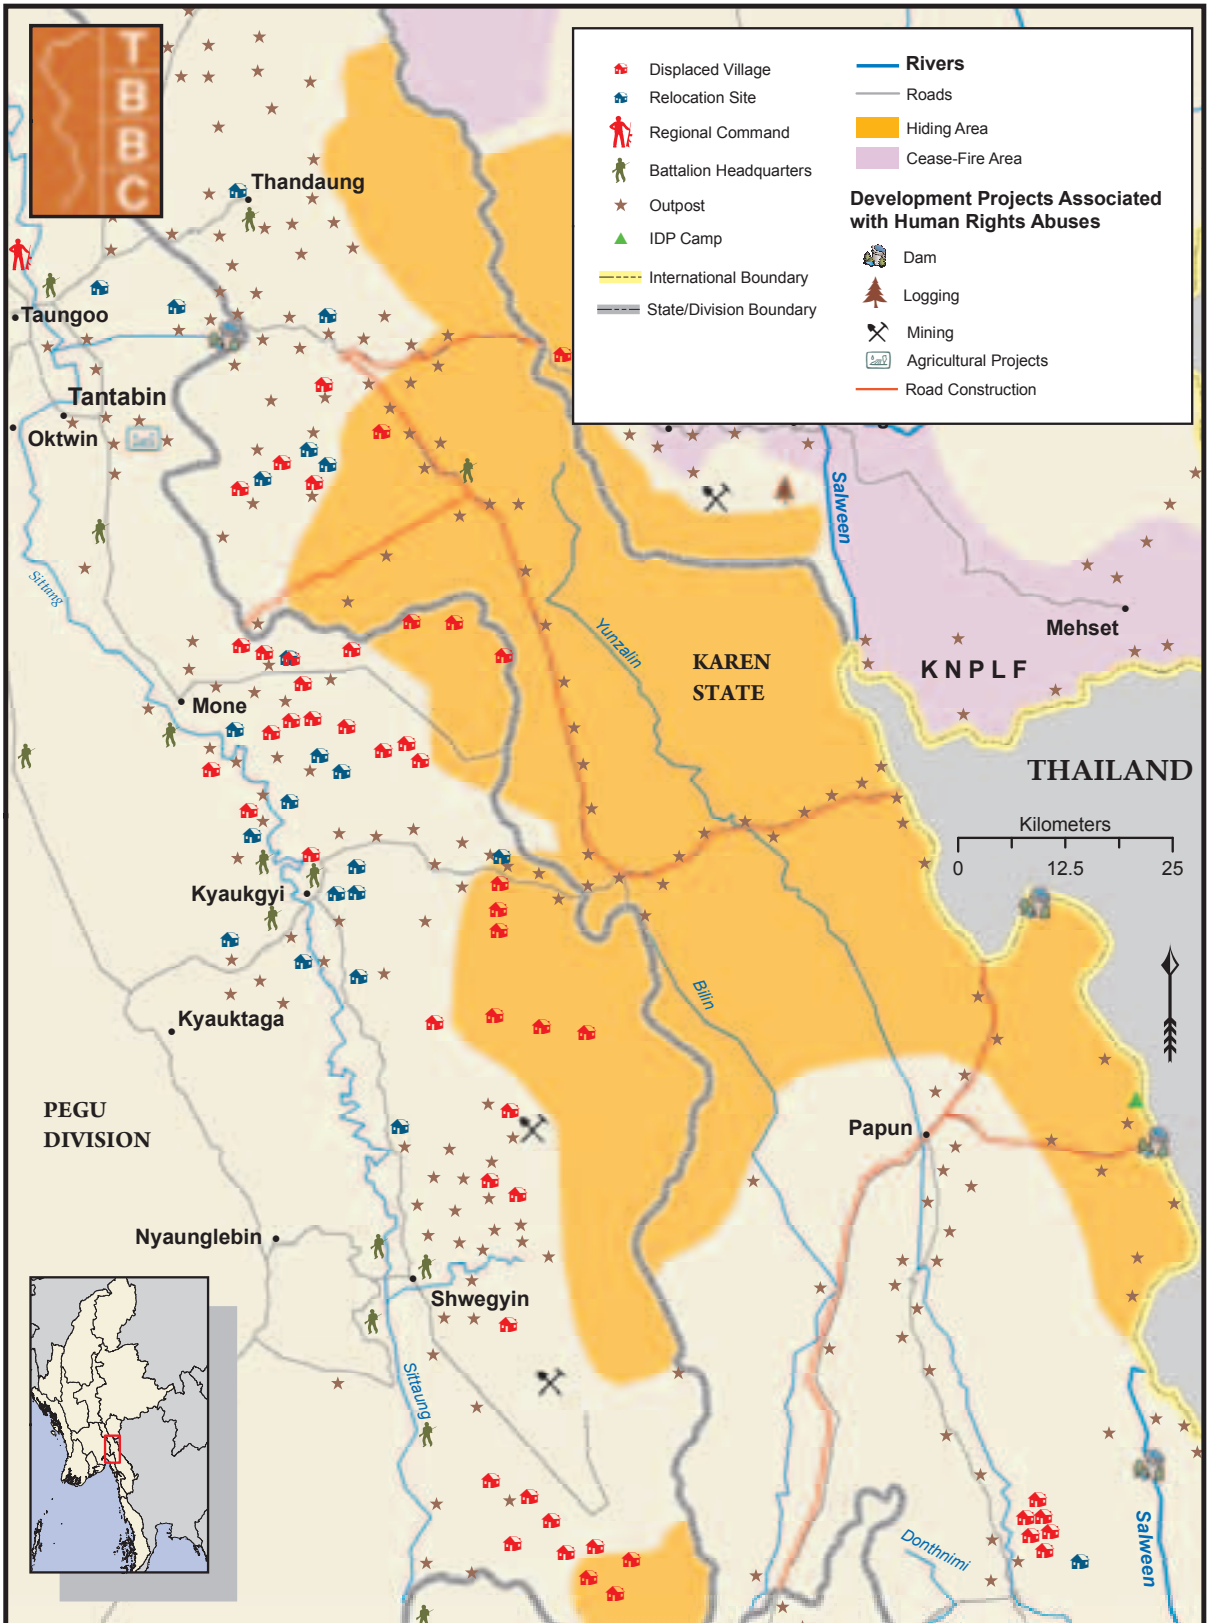 T
B
B
C
Displaced Village
Relocation Site
Regional Command
Battalion Headquarters
Outpost
IDP Camp
International Boundary
State/Division Boundary
Rivers
Roads
Hiding Area
Cease-Fire Area
Development Projects Associated
with Human Rights Abuses
Dam
Logging
Mining
Agricultural Projects
Road Construction
Thandaung
Taungoo
Tantabin
Oktwin
Salween
Sittang
Yunzalin
Mehset
KAREN
STATE
KNPLF
Mone
THAILAND
Kilometers
0 12.5 25
Kyaukgyi
Bilin
Kyauktaga
PEGU
DIVISION
Papun
Nyaunglebin
Shwegyin
Sittaung
Donthnimi
Salween